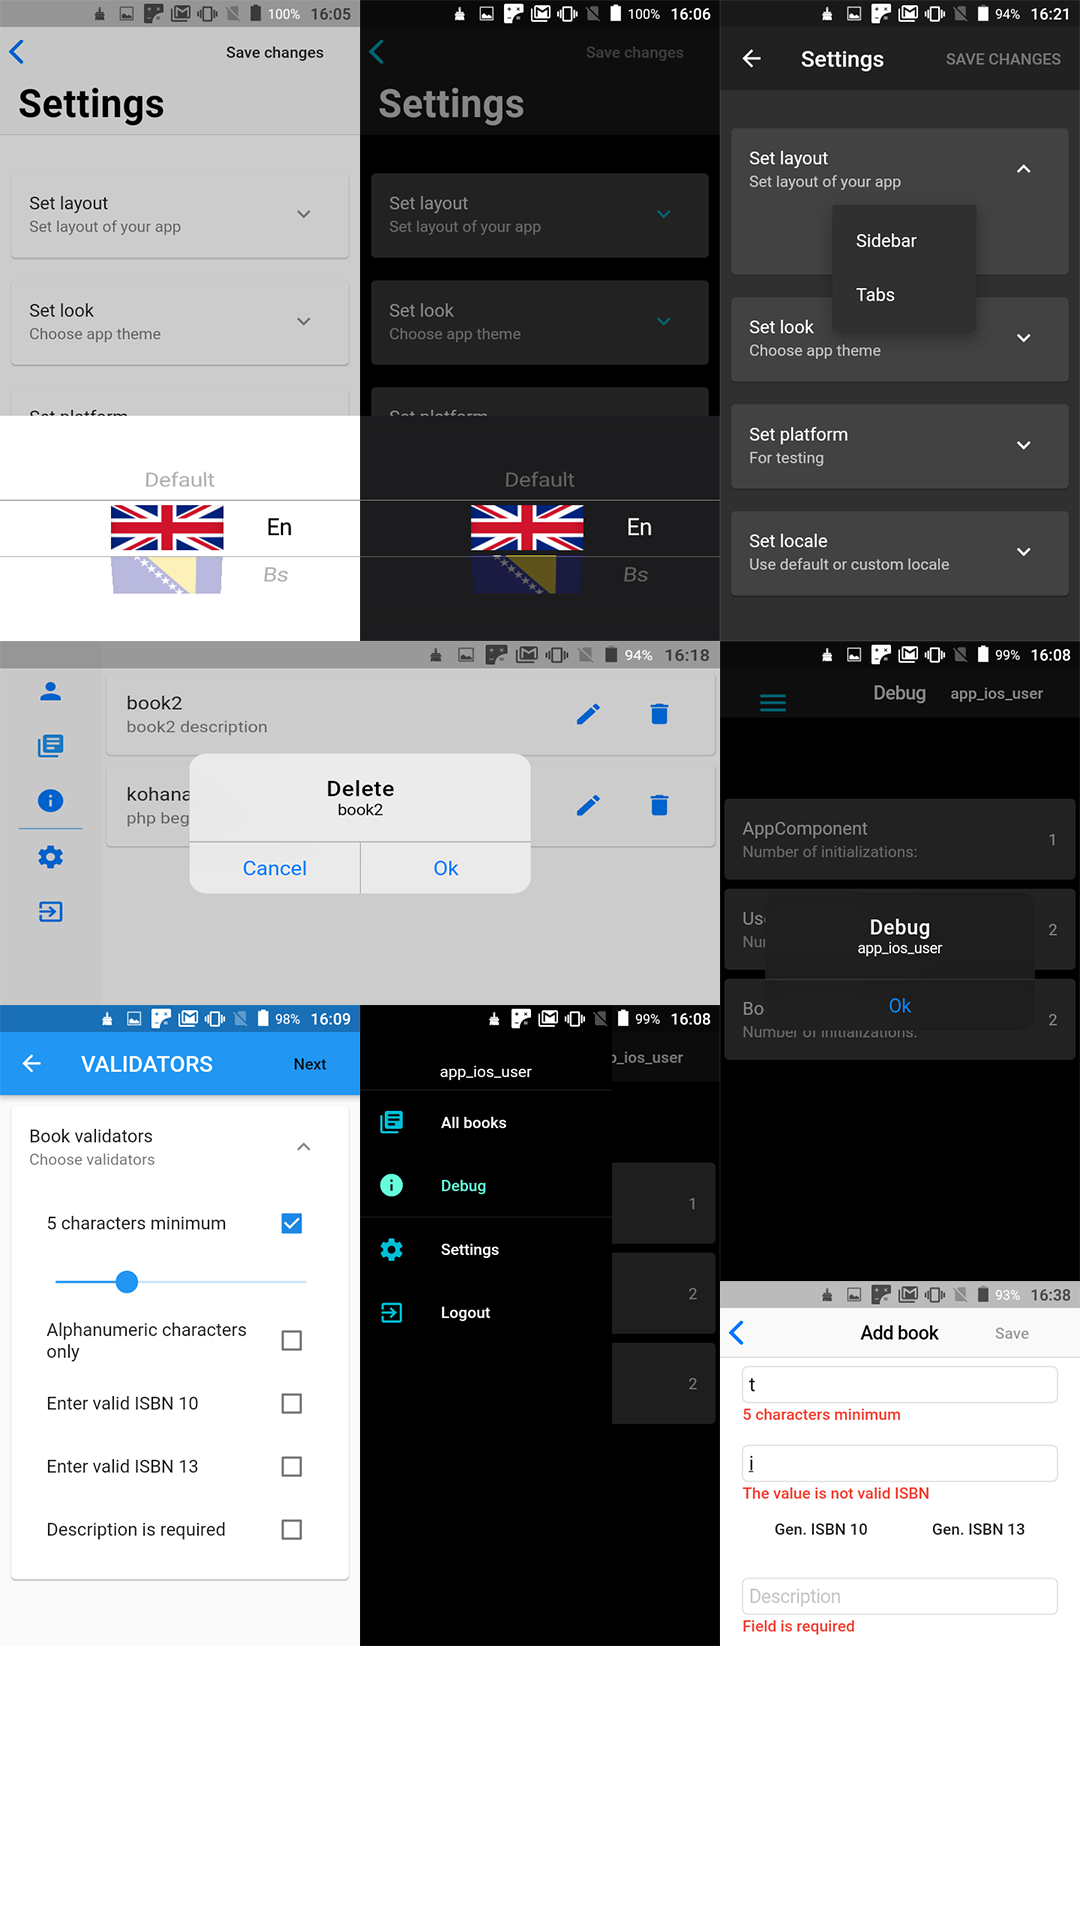 100% 16:05
Save changes
Settings
Set layout
Set layout of your app
Set look
Choose app theme
Set platform
Default
En
Bs
100% 16:06
Save changes
Settings
Set layout
Set layout of your app
Set look
Choose app theme
Set platform
Default
En
Bs
94% 16:21
Settings SAVE CHANGES
Set layout
Set layout of your app
Sidebar
Tabs
Set look
Choose app theme
Set platform
For testing
Set locale
Use default or custom locale
94% 16:18
book2
book2 description
kohana
php beg
Delete
book2
Cancel Ok
99% 16:08
Debug app_ios_user
AppComponent
Number of initializations:
1
Us
Nu
2
Debug
app_ios_user
Ok
Bo
Number of initializations:
2
98% 16:09
VALIDATORS Next
Book validators
Choose validators
5 characters minimum
Alphanumeric characters
only
Enter valid ISBN 10
Enter valid ISBN 13
Description is required
99% 16:08
_ios_user
app_ios_user
All books
Debug
Settings
Logout
1
2
2
93% 16:38
Add book Save
t
5 characters minimum
i
The value is not valid ISBN
Gen. ISBN 10 Gen. ISBN 13
Description
Field is required